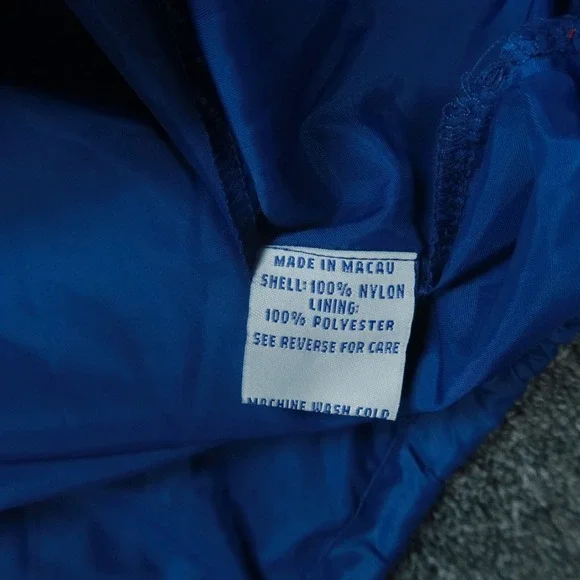 MADE IN MACAU
SHELL: 100% NYLON
LINING:
100% POLYESTER
SEE REVERSE FOR CARE
MACHINE WASH COLD